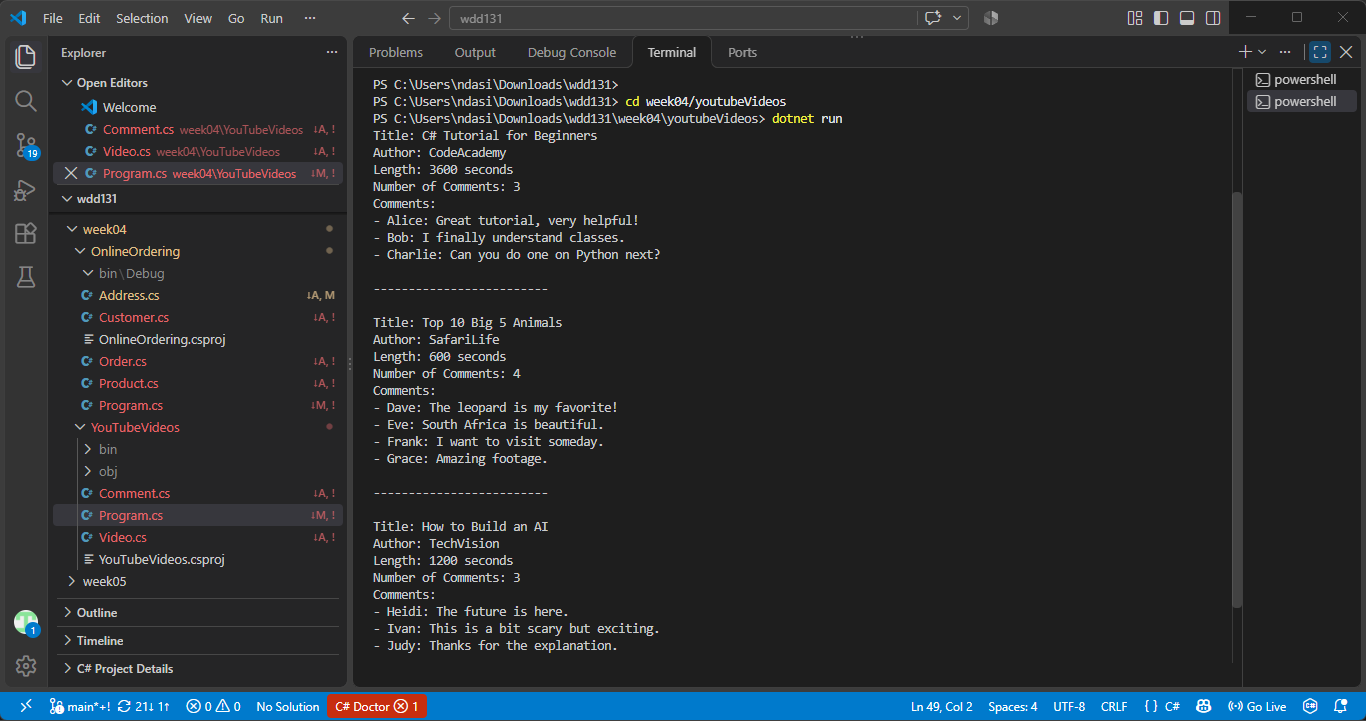 File Edit Selection View Go Run ··· wdd131
Explorer ···
Open Editors
Welcome
Comment.cs week04\YouTubeVideos ↓A, !
Video.cs week04\YouTubeVideos ↓A, !
Program.cs week04\YouTubeVideos ↓M, !
wdd131
week04
OnlineOrdering
bin\Debug
Address.cs ↓A, M
Customer.cs ↓A, !
OnlineOrdering.csproj
Order.cs ↓A, !
Product.cs ↓A, !
Program.cs ↓M, !
YouTubeVideos
bin
obj
Comment.cs ↓A, !
Program.cs ↓M, !
Video.cs ↓A, !
YouTubeVideos.csproj
week05
Outline
Timeline
C# Project Details
19
1
Problems Output Debug Console Terminal Ports
PS C:\Users\ndasi\Downloads\wdd131>
PS C:\Users\ndasi\Downloads\wdd131> cd week04/youtubeVideos
PS C:\Users\ndasi\Downloads\wdd131\week04\youtubeVideos> dotnet run
Title: C# Tutorial for Beginners
Author: CodeAcademy
Length: 3600 seconds
Number of Comments: 3
Comments:
- Alice: Great tutorial, very helpful!
- Bob: I finally understand classes.
- Charlie: Can you do one on Python next?
-------------------------
Title: Top 10 Big 5 Animals
Author: SafariLife
Length: 600 seconds
Number of Comments: 4
Comments:
- Dave: The leopard is my favorite!
- Eve: South Africa is beautiful.
- Frank: I want to visit someday.
- Grace: Amazing footage.
-------------------------
Title: How to Build an AI
Author: TechVision
Length: 1200 seconds
Number of Comments: 3
Comments:
- Heidi: The future is here.
- Ivan: This is a bit scary but exciting.
- Judy: Thanks for the explanation.
powershell
powershell
main*+! 21↓ 1↑ 0 0 No Solution C# Doctor 1 Ln 49, Col 2 Spaces: 4 UTF-8 CRLF { } C# Go Live